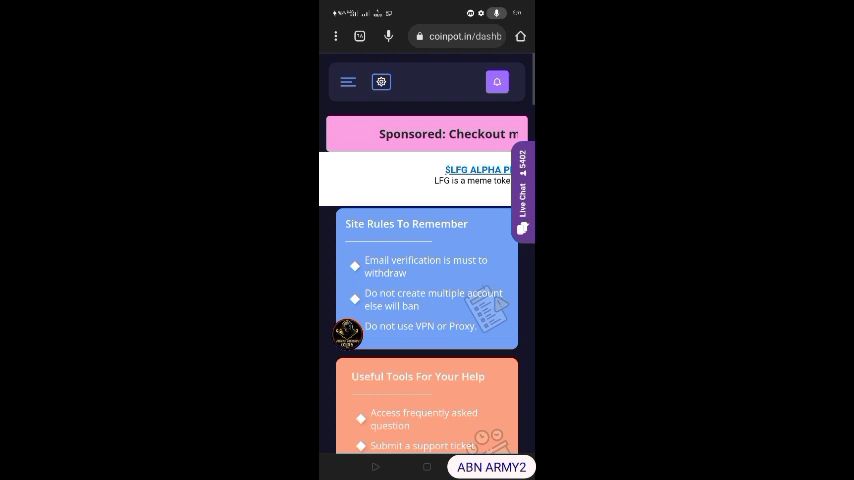 coinpot.in/dashb
Sponsored: Checkout m
$LFG ALPHA P
LFG is a meme toke
Live Chat 5402
Site Rules To Remember
Email verification is must to
withdraw
Do not create multiple account
else will ban
Do not use VPN or Proxy.
Useful Tools For Your Help
Access frequently asked
question
Submit a support ticket
ABN ARMY2